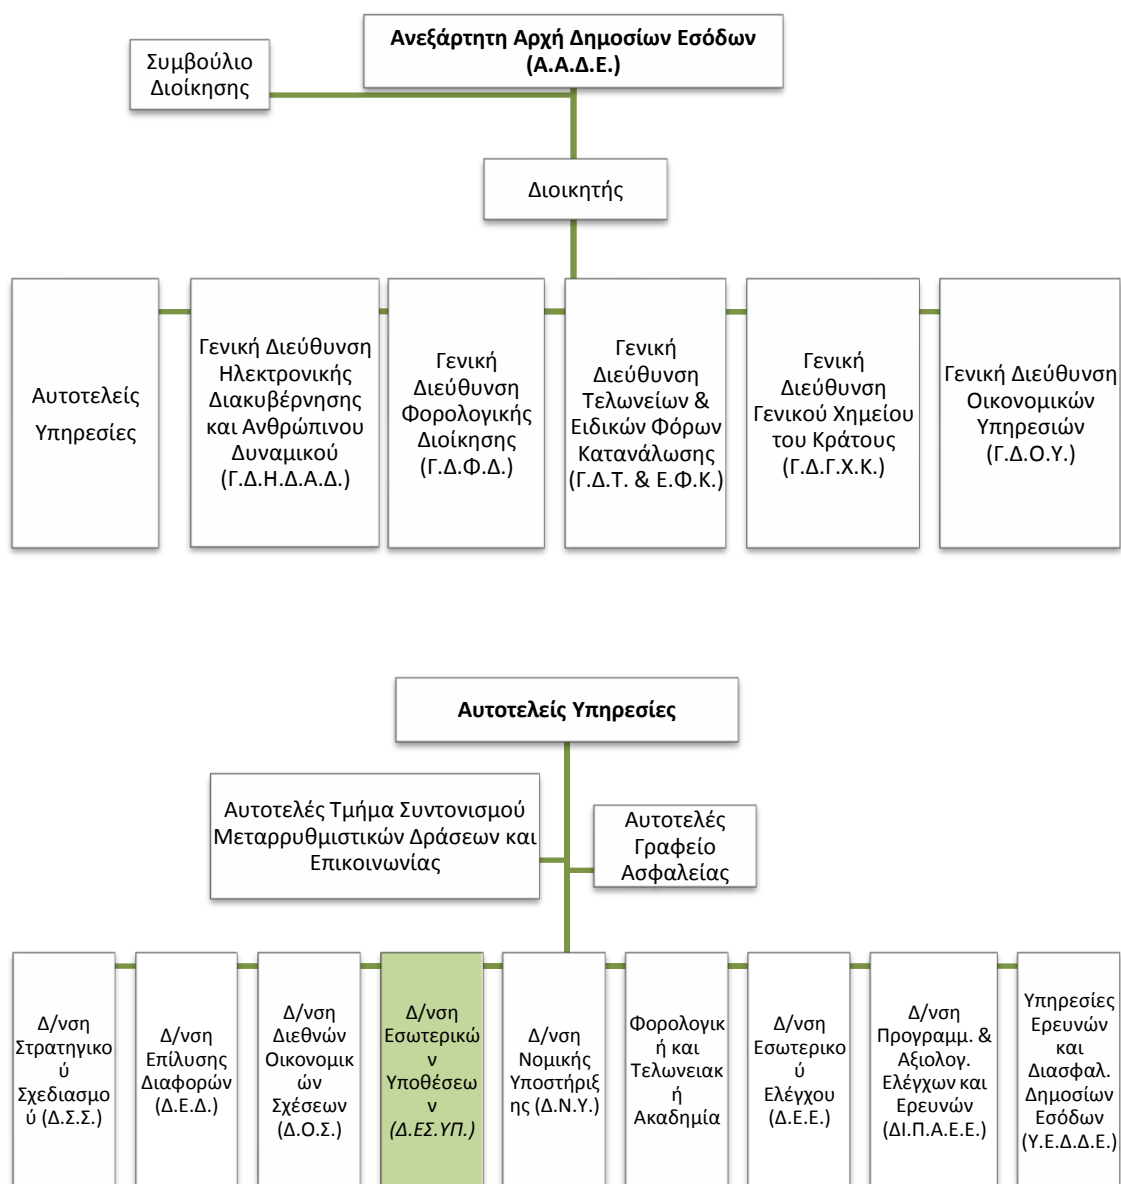 Ανεξάρτητη Αρχή Δημοσίων Εσόδων
(Α.Α.Δ.Ε.)
Συμβούλιο
Διοίκησης
Διοικητής
Αυτοτελείς
Υπηρεσίες
Γενική Διεύθυνση
Ηλεκτρονικής
Διακυβέρνησης
και Ανθρώπινου
Δυναμικού
(Γ.Δ.Η.Δ.Α.Δ.)
Γενική
Διεύθυνση
Φορολογικής
Διοίκησης
(Γ.Δ.Φ.Δ.)
Γενική
Διεύθυνση
Τελωνείων &
Ειδικών Φόρων
Κατανάλωσης
(Γ.Δ.Τ. & Ε.Φ.Κ.)
Γενική
Διεύθυνση
Γενικού Χημείου
του Κράτους
(Γ.Δ.Γ.Χ.Κ.)
Γενική Διεύθυνση
Οικονομικών
Υπηρεσιών
(Γ.Δ.Ο.Υ.)
Αυτοτελείς Υπηρεσίες
Αυτοτελές Τμήμα Συντονισμού
Μεταρρυθμιστικών Δράσεων και
Επικοινωνίας
Αυτοτελές
Γραφείο
Ασφαλείας
Δ/νση
Στρατηγικο
ύ
Σχεδιασμο
ύ (Δ.Σ.Σ.)
Δ/νση
Επίλυσης
Διαφορών
(Δ.Ε.Δ.)
Δ/νση
Διεθνών
Οικονομικ
ών
Σχέσεων
(Δ.Ο.Σ.)
Δ/νση
Εσωτερικώ
ν
Υποθέσεω
ν
(Δ.ΕΣ.ΥΠ.)
Δ/νση
Νομικής
Υποστήριξ
ης (Δ.Ν.Υ.)
Φορολογικ
ή και
Τελωνειακ
ή
Ακαδημία
Δ/νση
Εσωτερικο
ύ
Ελέγχου
(Δ.Ε.Ε.)
Δ/νση
Προγραμμ. &
Αξιολογ.
Ελέγχων και
Ερευνών
(ΔΙ.Π.Α.Ε.Ε.)
Υπηρεσίες
Ερευνών
και
Διασφαλ.
Δημοσίων
Εσόδων
(Υ.Ε.Δ.Δ.Ε.)